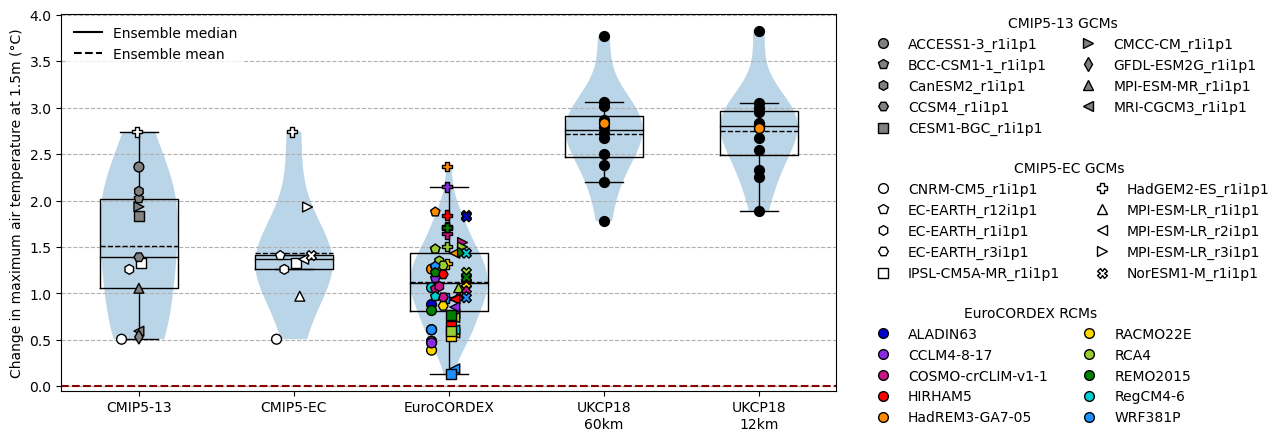 Change in maximum air temperature at 1.5m (°C)
4.0
3.5
3.0
2.5
2.0
1.5
1.0
0.5
0.0
Ensemble median
Ensemble mean
CMIP5-13
CMIP5-EC
EuroCORDEX
UKCP18
60km
UKCP18
12km
CMIP5-13 GCMs
ACCESS1-3_r1i1p1
BCC-CSM1-1_r1i1p1
CanESM2_r1i1p1
CCSM4_r1i1p1
CESM1-BGC_r1i1p1
CMCC-CM_r1i1p1
GFDL-ESM2G_r1i1p1
MPI-ESM-MR_r1i1p1
MRI-CGCM3_r1i1p1
CMIP5-EC GCMs
CNRM-CM5_r1i1p1
EC-EARTH_r12i1p1
EC-EARTH_r1i1p1
EC-EARTH_r3i1p1
IPSL-CM5A-MR_r1i1p1
HadGEM2-ES_r1i1p1
MPI-ESM-LR_r1i1p1
MPI-ESM-LR_r2i1p1
MPI-ESM-LR_r3i1p1
NorESM1-M_r1i1p1
EuroCORDEX RCMs
ALADIN63
CCLM4-8-17
COSMO-crCLIM-v1-1
HIRHAM5
HadREM3-GA7-05
RACMO22E
RCA4
REMO2015
RegCM4-6
WRF381P